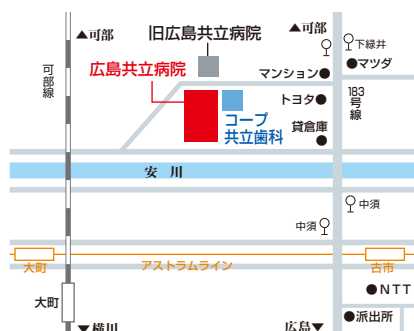 ▲可部
旧広島共立病院
▲可部
下緑井
広島共立病院
マンション●
●マツダ
可部線
トヨタ●
183号線
コープ
共立歯科
貸倉庫
●
安 川
中須
中須
大町
アストラムライン
古市
●NTT
大町
●派出所
▼横川
広島▼